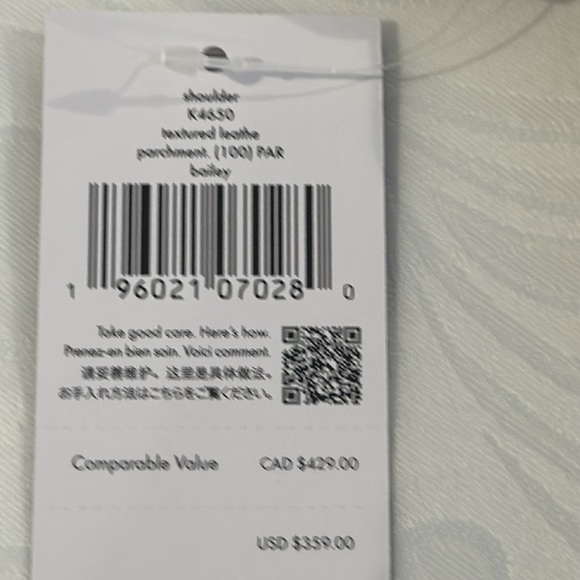 shoulder
K4650
textured leathe
parchment. (100) PAR
bailey
1 96021 07028 0
Take good care. Here's how.
Prenez-en bien soin. Voici comment.
请妥善维护。这里是具体做法。
お手入れ方法はこちらをご覧ください。
Comparable Value CAD $429.00
USD $359.00